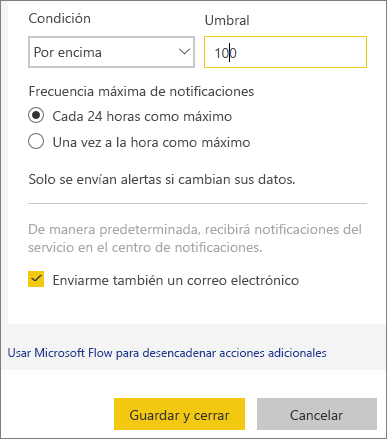 Condición
Umbral
Por encima
100
Frecuencia máxima de notificaciones
Cada 24 horas como máximo
Una vez a la hora como máximo
Solo se envían alertas si cambian sus datos.
De manera predeterminada, recibirá notificaciones del
servicio en el centro de notificaciones.
Enviarme también un correo electrónico
Usar Microsoft Flow para desencadenar acciones adicionales
Guardar y cerrar
Cancelar